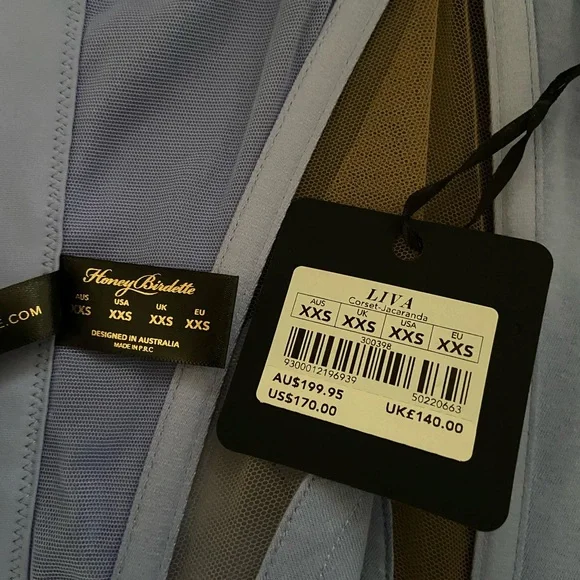 E.COM
Honey Birdette
AUS USA UK EU
XXS XXS XXS XXS
DESIGNED IN AUSTRALIA
MADE IN P.R.C
LIVA
Corset-Jacaranda
AUS UK USA EU
XXS XXS XXS XXS
300398
9300012196939
50220663
AU$199.95
US$170.00 UK£140.00